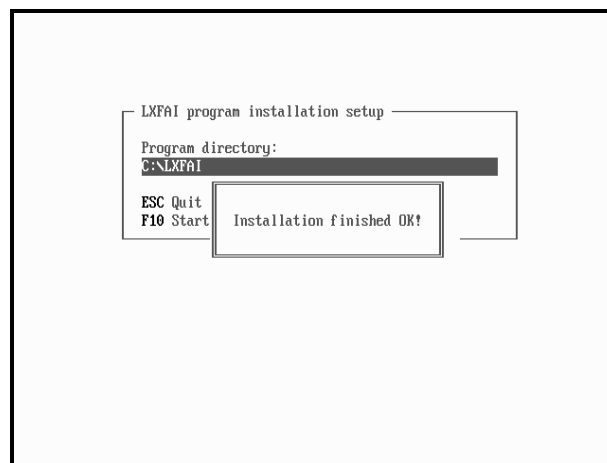 LXFAI program installation setup
Program directory:
C:\LXFAI
ESC Quit
F10 Start
Installation finished OK!